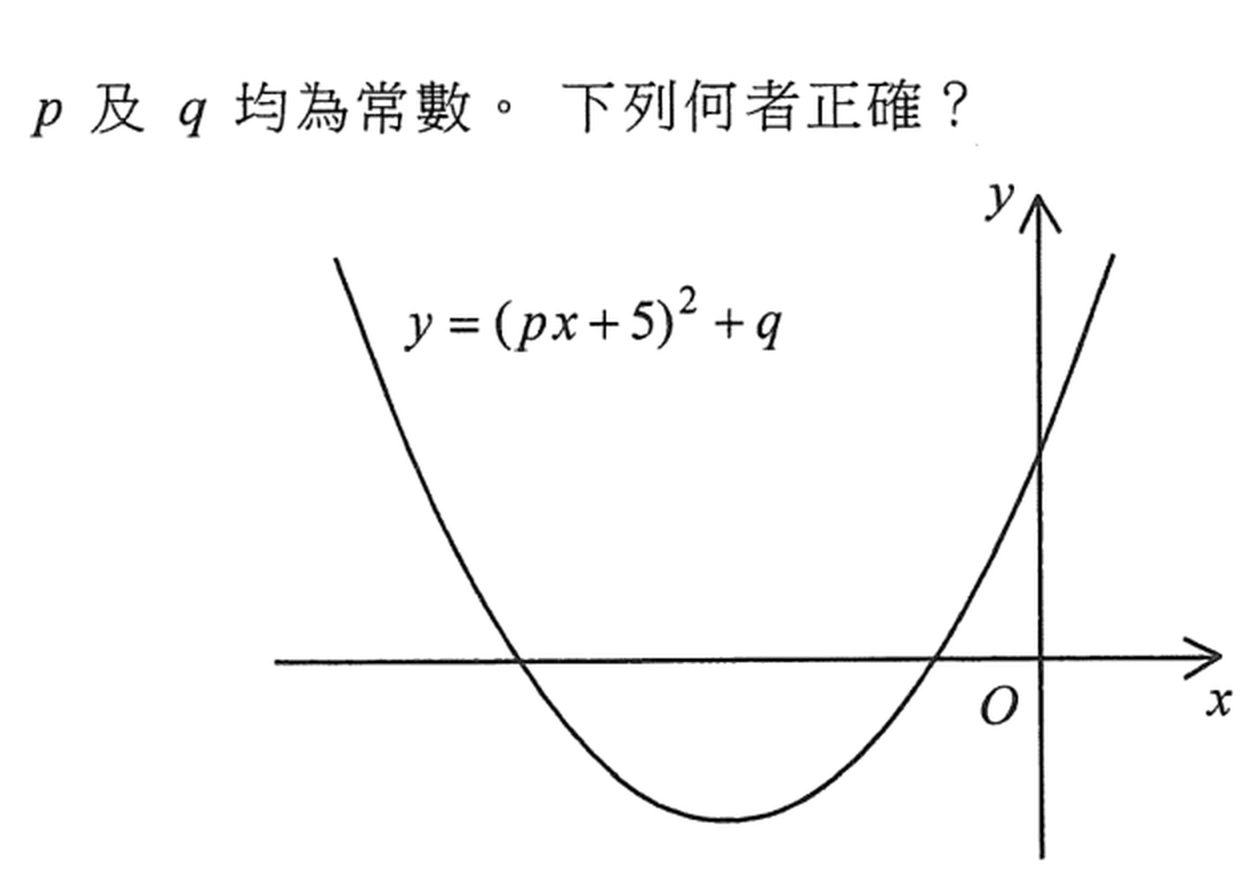 p 及 q 均為常數。 下列何者正確？
y
y = (px + 5)² + q
O
x